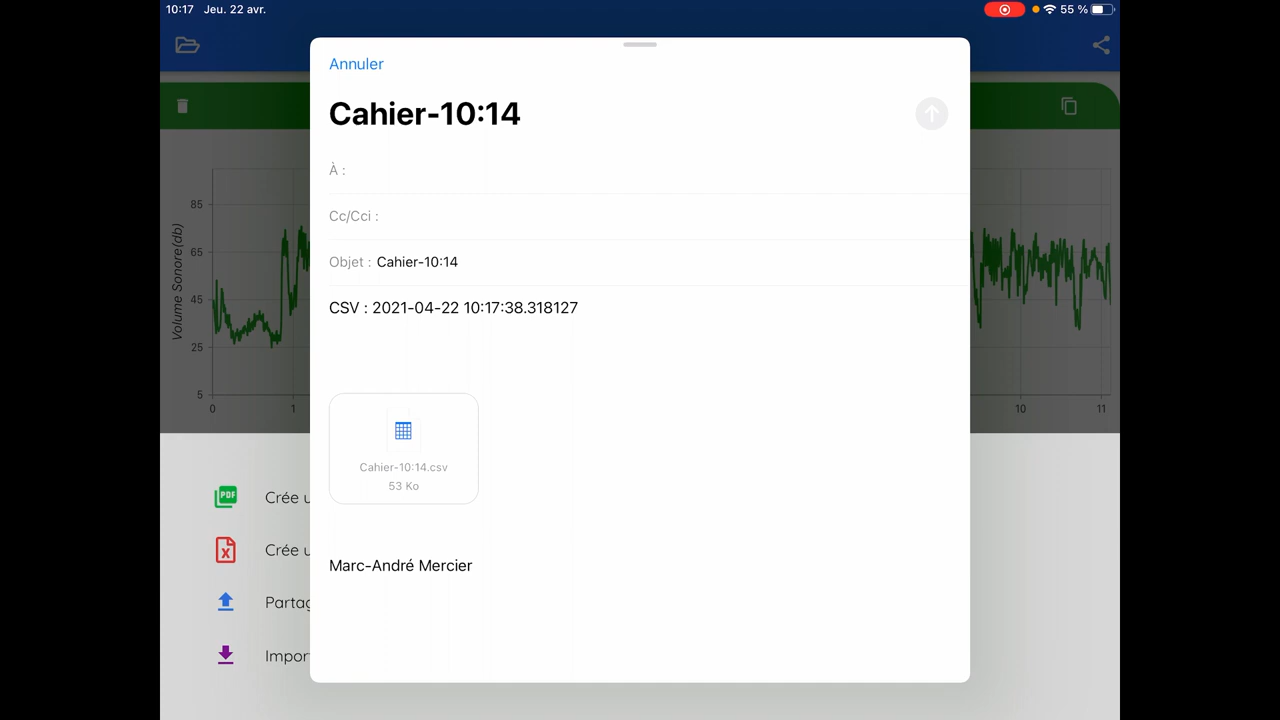 10:17 Jeu. 22 avr. 55 %
Annuler
Cahier-10:14
À :
Cc/Cci :
Objet : Cahier-10:14
CSV : 2021-04-22 10:17:38.318127
Cahier-10:14.csv
53 Ko
Marc-André Mercier
Volume Sonore(db)
85
65
45
25
5
0 1 10 11
PDF
Crée u
X
Crée u
Partag
Impor